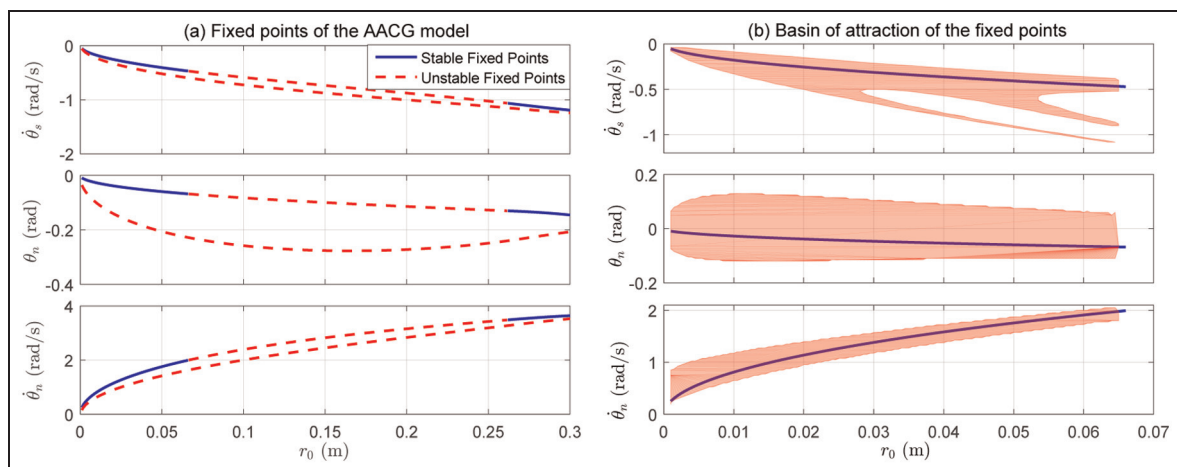 (a) Fixed points of the AACG model
0
-1
-2
θ̇ₛ (rad/s)
Stable Fixed Points
Unstable Fixed Points
0
-0.2
-0.4
θₙ (rad)
4
2
0
θ̇ₙ (rad/s)
0 0.05 0.1 0.15 0.2 0.25 0.3
r₀ (m)
(b) Basin of attraction of the fixed points
0
-0.5
-1
θ̇ₛ (rad/s)
0.2
0
-0.2
θₙ (rad)
2
1
0
θ̇ₙ (rad/s)
0 0.01 0.02 0.03 0.04 0.05 0.06 0.07
r₀ (m)